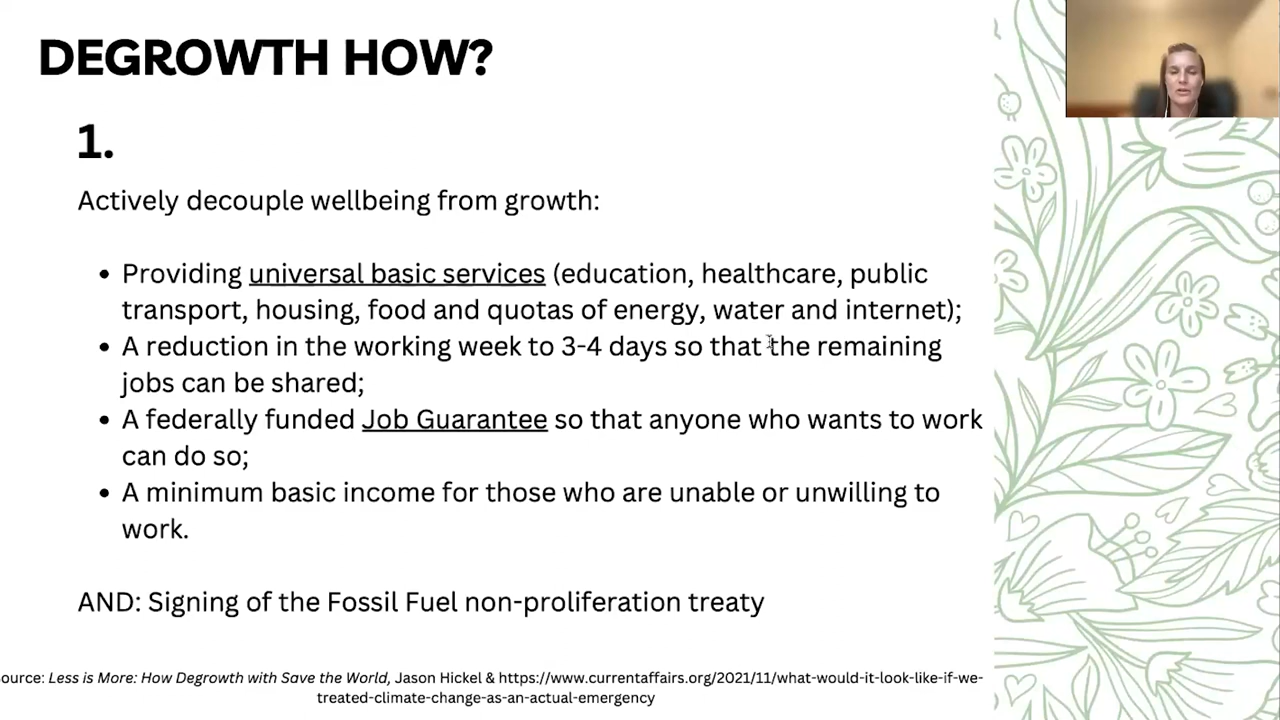 DEGROWTH HOW?
1.
Actively decouple wellbeing from growth:
• Providing universal basic services (education, healthcare, public
transport, housing, food and quotas of energy, water and internet);
• A reduction in the working week to 3-4 days so that the remaining
jobs can be shared;
• A federally funded Job Guarantee so that anyone who wants to work
can do so;
• A minimum basic income for those who are unable or unwilling to
work.
AND: Signing of the Fossil Fuel non-proliferation treaty
ource: Less is More: How Degrowth with Save the World, Jason Hickel & https://www.currentaffairs.org/2021/11/what-would-it-look-like-if-we-
treated-climate-change-as-an-actual-emergency